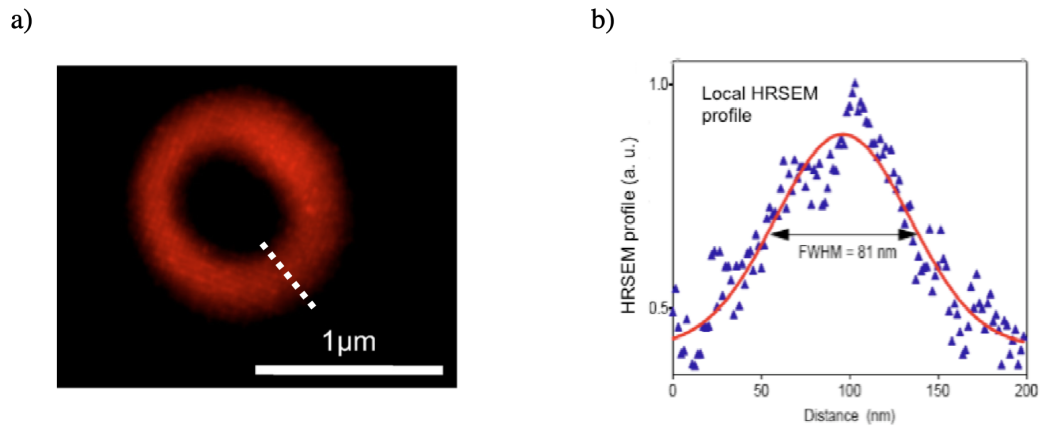 a)
b)
1μm
Local HRSEM
profile
HRSEM profile (a. u.)
1.0
0.5
FWHM = 81 nm
0
50
100
150
200
Distance (nm)